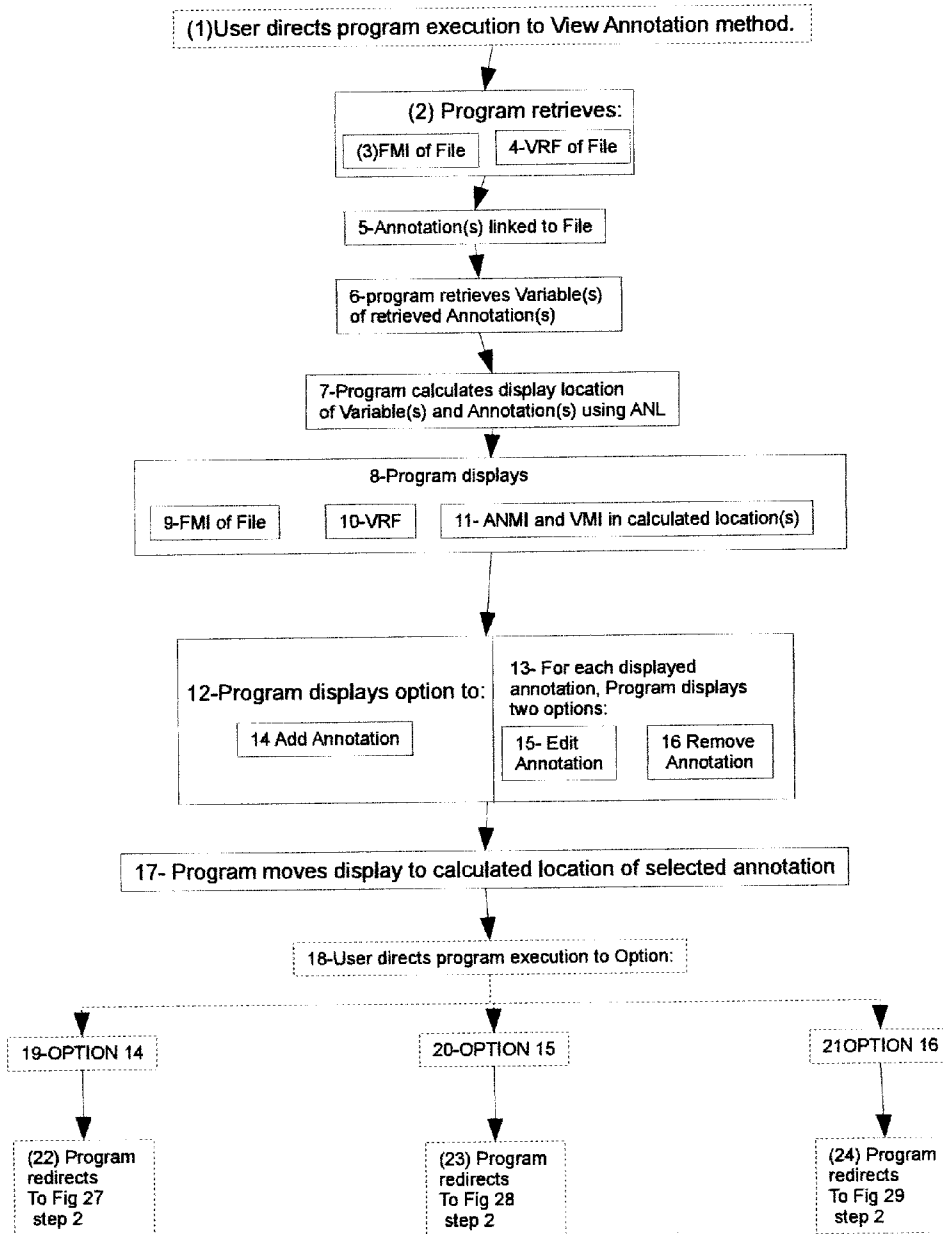 (1)User directs program execution to View Annotation method.
(2) Program retrieves:
(3)FMI of File
4-VRF of File
5-Annotation(s) linked to File
6-program retrieves Variable(s)
of retrieved Annotation(s)
7-Program calculates display location
of Variable(s) and Annotation(s) using ANL
8-Program displays
9-FMI of File
10-VRF
11- ANMI and VMI in calculated location(s)
12-Program displays option to:
14 Add Annotation
13- For each displayed
annotation, Program displays
two options:
15- Edit
Annotation
16 Remove
Annotation
17- Program moves display to calculated location of selected annotation
18-User directs program execution to Option:
19-OPTION 14
20-OPTION 15
21OPTION 16
(22) Program
redirects
To Fig 27
step 2
(23) Program
redirects
To Fig 28
step 2
(24) Program
redirects
To Fig 29
step 2